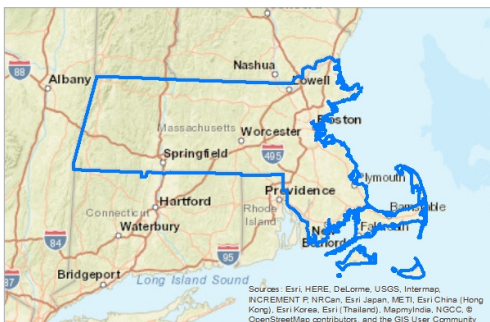 Nashua
88
Albany
Lowell
Massachusetts
Boston
Worcester
495
Springfield
Plymouth
Providence
Barnstable
Hartford
Rhode
Island
Connecticut
New
Bedford
Falmouth
Waterbury
84
95
87
Bridgeport
Long Island Sound
Sources: Esri, HERE, DeLorme, USGS, Intermap,
INCREMENT P, NRCan, Esri Japan, METI, Esri China (Hong
Kong), Esri Korea, Esri (Thailand), MapmyIndia, NGCC, ©
OpenStreetMap contributors, and the GIS User Community